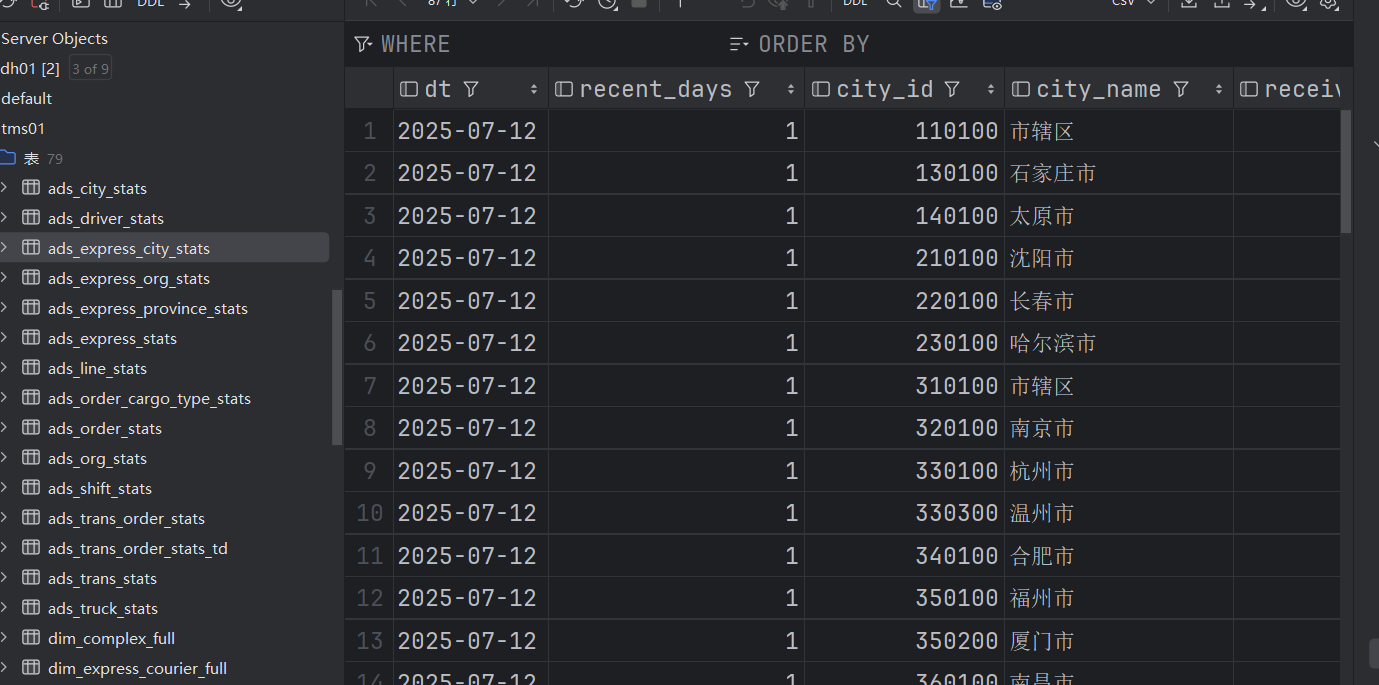 DDL
87 行
DDL
CSV
Server Objects
dh01 [2] 3 of 9
default
tms01
表 79
ads_city_stats
ads_driver_stats
ads_express_city_stats
ads_express_org_stats
ads_express_province_stats
ads_express_stats
ads_line_stats
ads_order_cargo_type_stats
ads_order_stats
ads_org_stats
ads_shift_stats
ads_trans_order_stats
ads_trans_order_stats_td
ads_trans_stats
ads_truck_stats
dim_complex_full
dim_express_courier_full
WHERE ORDER BY
dt recent_days city_id city_name receiv
1 2025-07-12 1 110100 市辖区
2 2025-07-12 1 130100 石家庄市
3 2025-07-12 1 140100 太原市
4 2025-07-12 1 210100 沈阳市
5 2025-07-12 1 220100 长春市
6 2025-07-12 1 230100 哈尔滨市
7 2025-07-12 1 310100 市辖区
8 2025-07-12 1 320100 南京市
9 2025-07-12 1 330100 杭州市
10 2025-07-12 1 330300 温州市
11 2025-07-12 1 340100 合肥市
12 2025-07-12 1 350100 福州市
13 2025-07-12 1 350200 厦门市
14 2025-07-12 1 360100 南昌市